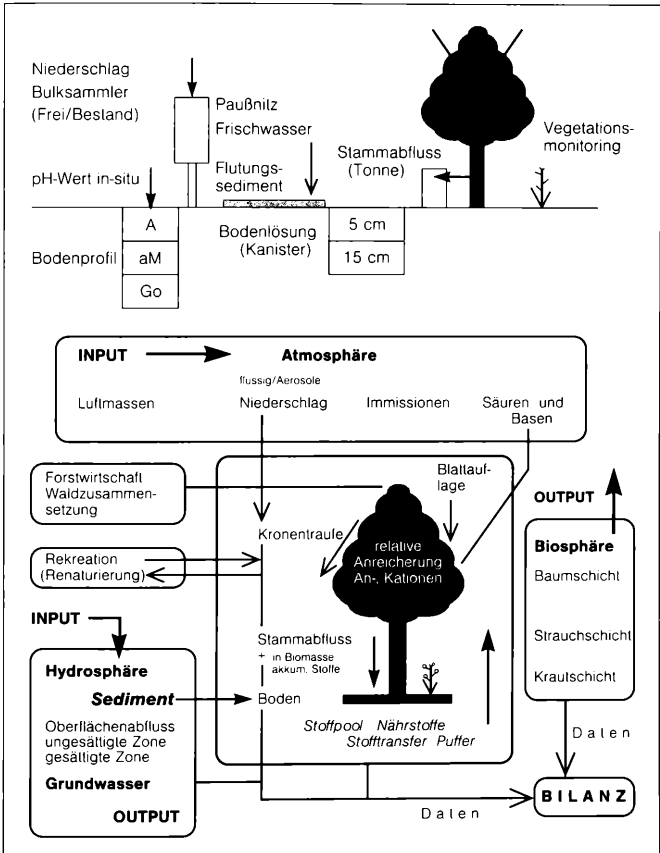 Niederschlag
Bulksammler
(Frei/Bestand)
Paußnitz
Frischwasser
Vegetations-
monitoring
Stammabfluss
(Tonne)
Flutungs-
sediment
pH-Wert in-situ
A
Bodenlösung
(Kanister)
5 cm
Bodenprofil
aM
15 cm
Go
INPUT
Atmosphäre
flussig/Aerosole
Luftmassen
Niederschlag
Immissionen
Säuren und
Basen
Forstwirtschaft
Waldzusammen-
setzung
Blattauf-
lage
OUTPUT
Kronentraufe
relative
Anreicherung
An-, Kationen
Biosphäre
Baumschicht
Strauchschicht
Krautschicht
Rekreation
(Renaturierung)
INPUT
Stammabfluss
+ in Biomasse
akkum. Stoffe
Hydrosphäre
Sediment
Boden
Oberflächenabfluss
ungesättigte Zone
gesättigte Zone
Stoffpool Nährstoffe
Stofftransfer Puffer
Grundwasser
OUTPUT
Daten
Daten
BILANZ